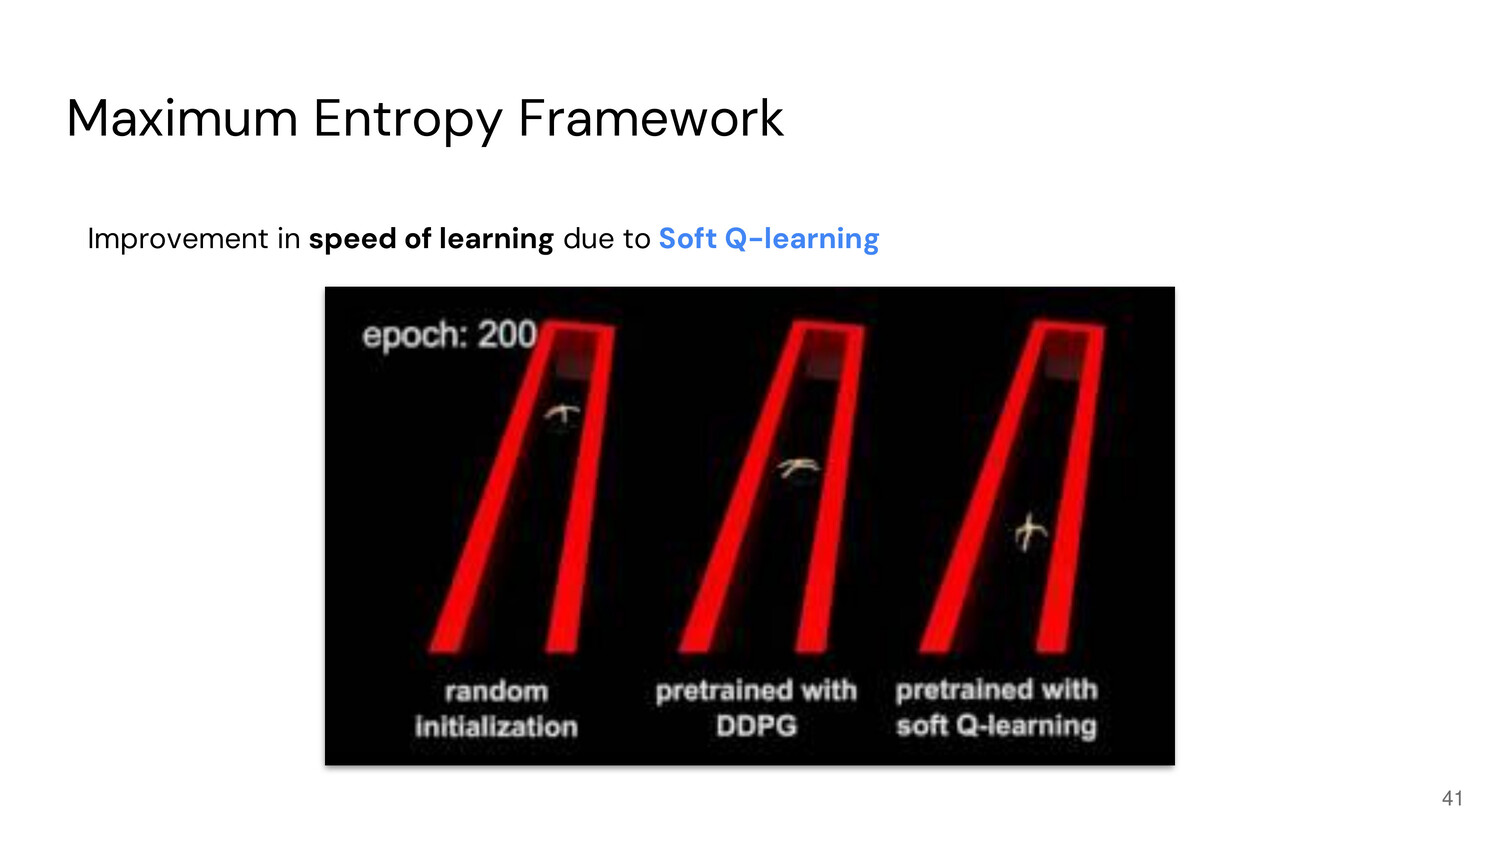 Maximum Entropy Framework
Improvement in speed of learning due to Soft Q-learning
epoch: 200
random
initialization
pretrained with
DDPG
pretrained with
soft Q-learning
41